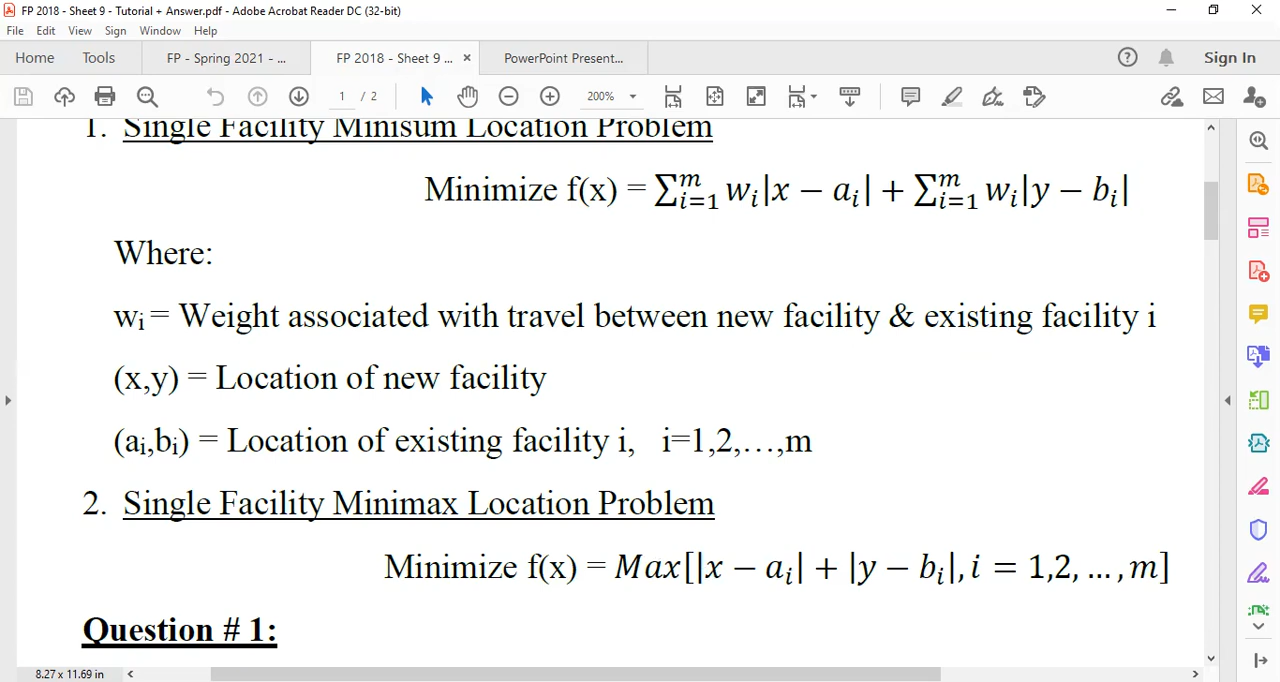 FP 2018 - Sheet 9 - Tutorial + Answer.pdf - Adobe Acrobat Reader DC (32-bit)
File Edit View Sign Window Help
Home Tools FP - Spring 2021 - ... FP 2018 - Sheet 9 ... × PowerPoint Present... Sign In
1 / 2 200%
1. Single Facility Minisum Location Problem
Minimize f(x) = ∑ᵢ₌₁ᵐ wᵢ|x − aᵢ| + ∑ᵢ₌₁ᵐ wᵢ|y − bᵢ|
Where:
wᵢ = Weight associated with travel between new facility & existing facility i
(x,y) = Location of new facility
(aᵢ,bᵢ) = Location of existing facility i, i=1,2,…,m
2. Single Facility Minimax Location Problem
Minimize f(x) = Max[|x − aᵢ| + |y − bᵢ|, i = 1,2, … , m]
Question # 1:
8.27 x 11.69 in